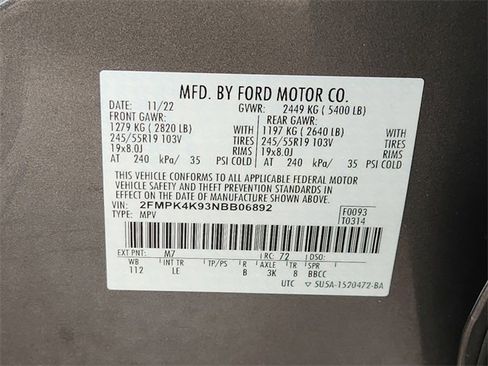 MFD. BY FORD MOTOR CO.
DATE: 11/22 GVWR: 2449 KG ( 5400 LB)
FRONT GAWR: REAR GAWR:
1279 KG ( 2820 LB) WITH 1197 KG ( 2640 LB) WITH
245/55R19 103V TIRES 245/55R19 103V TIRES
19x8.0J RIMS 19x8.0J RIMS
AT 240 kPa/ 35 PSI COLD AT 240 kPa/ 35 PSI COLD
THIS VEHICLE CONFORMS TO ALL APPLICABLE FEDERAL MOTOR
VEHICLE SAFETY AND THEFT PREVENTION STANDARDS IN EFFECT
ON THE DATE OF MANUFACTURE SHOWN ABOVE.
VIN: 2FMPK4K93NBB06892 F0093
TYPE: MPV T0314
EXT PNT: M7 RC: 72 DSO:
WB INT TR TP/PS R AXLE TR SPR
112 LE B 3K 8 BBCC
UTC ▽ SU5A-1520472-BA